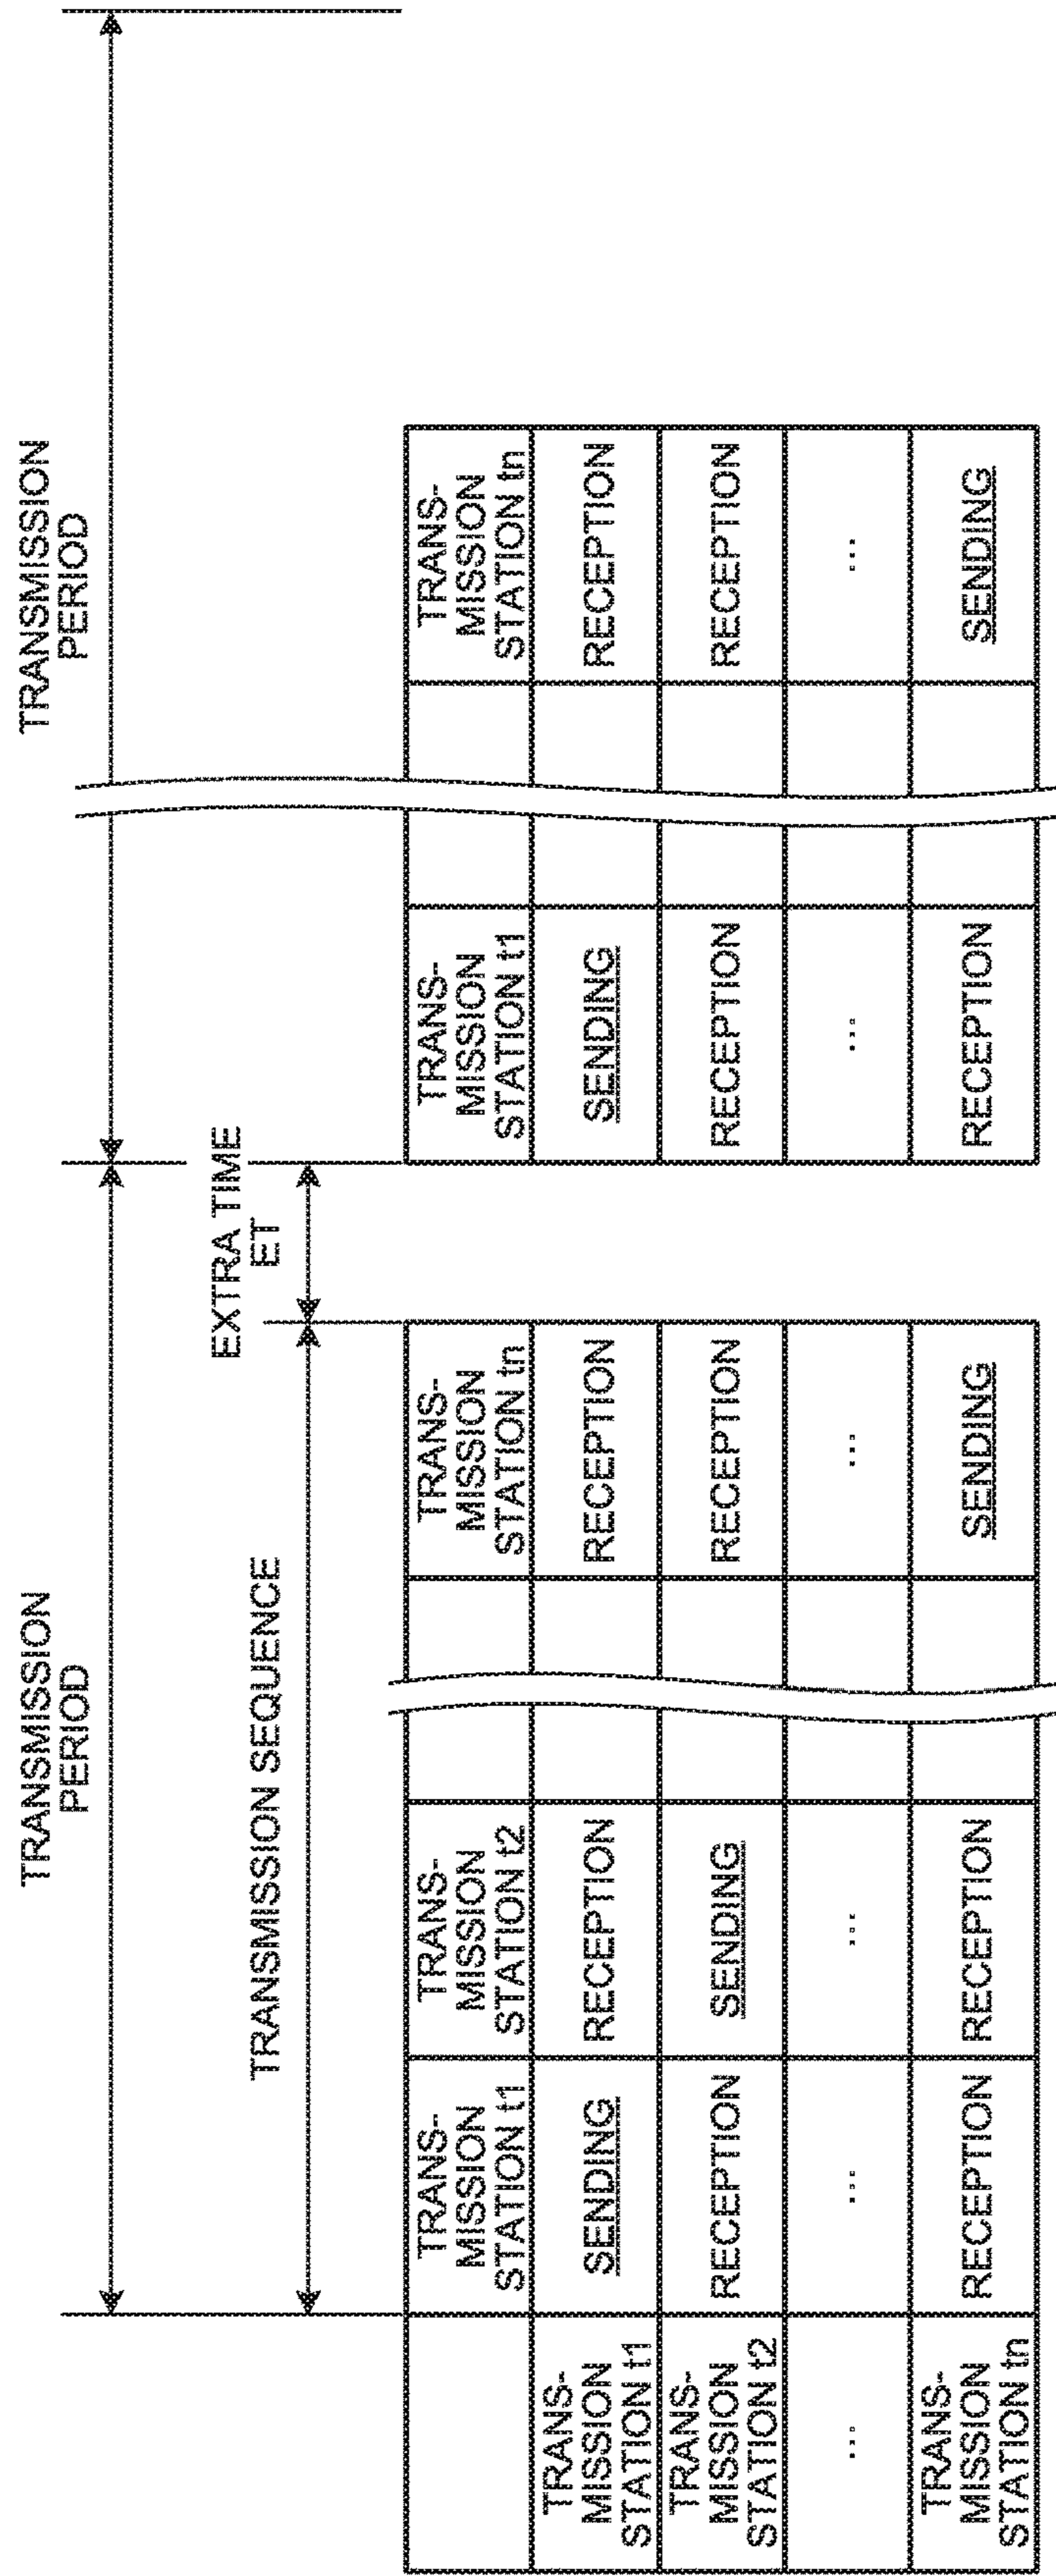 TRANSMISSION
PERIOD
TRANSMISSION
PERIOD
TRANSMISSION SEQUENCE
EXTRA TIME
ET
TRANS-
MISSION
STATION t1
TRANS-
MISSION
STATION t2
TRANS-
MISSION
STATION tn
TRANS-
MISSION
STATION t1
TRANS-
MISSION
STATION tn
TRANS-
MISSION
STATION t1
SENDING
RECEPTION
RECEPTION
SENDING
RECEPTION
TRANS-
MISSION
STATION t2
RECEPTION
SENDING
RECEPTION
RECEPTION
RECEPTION
...
...
...
...
...
...
TRANS-
MISSION
STATION tn
RECEPTION
RECEPTION
SENDING
RECEPTION
SENDING